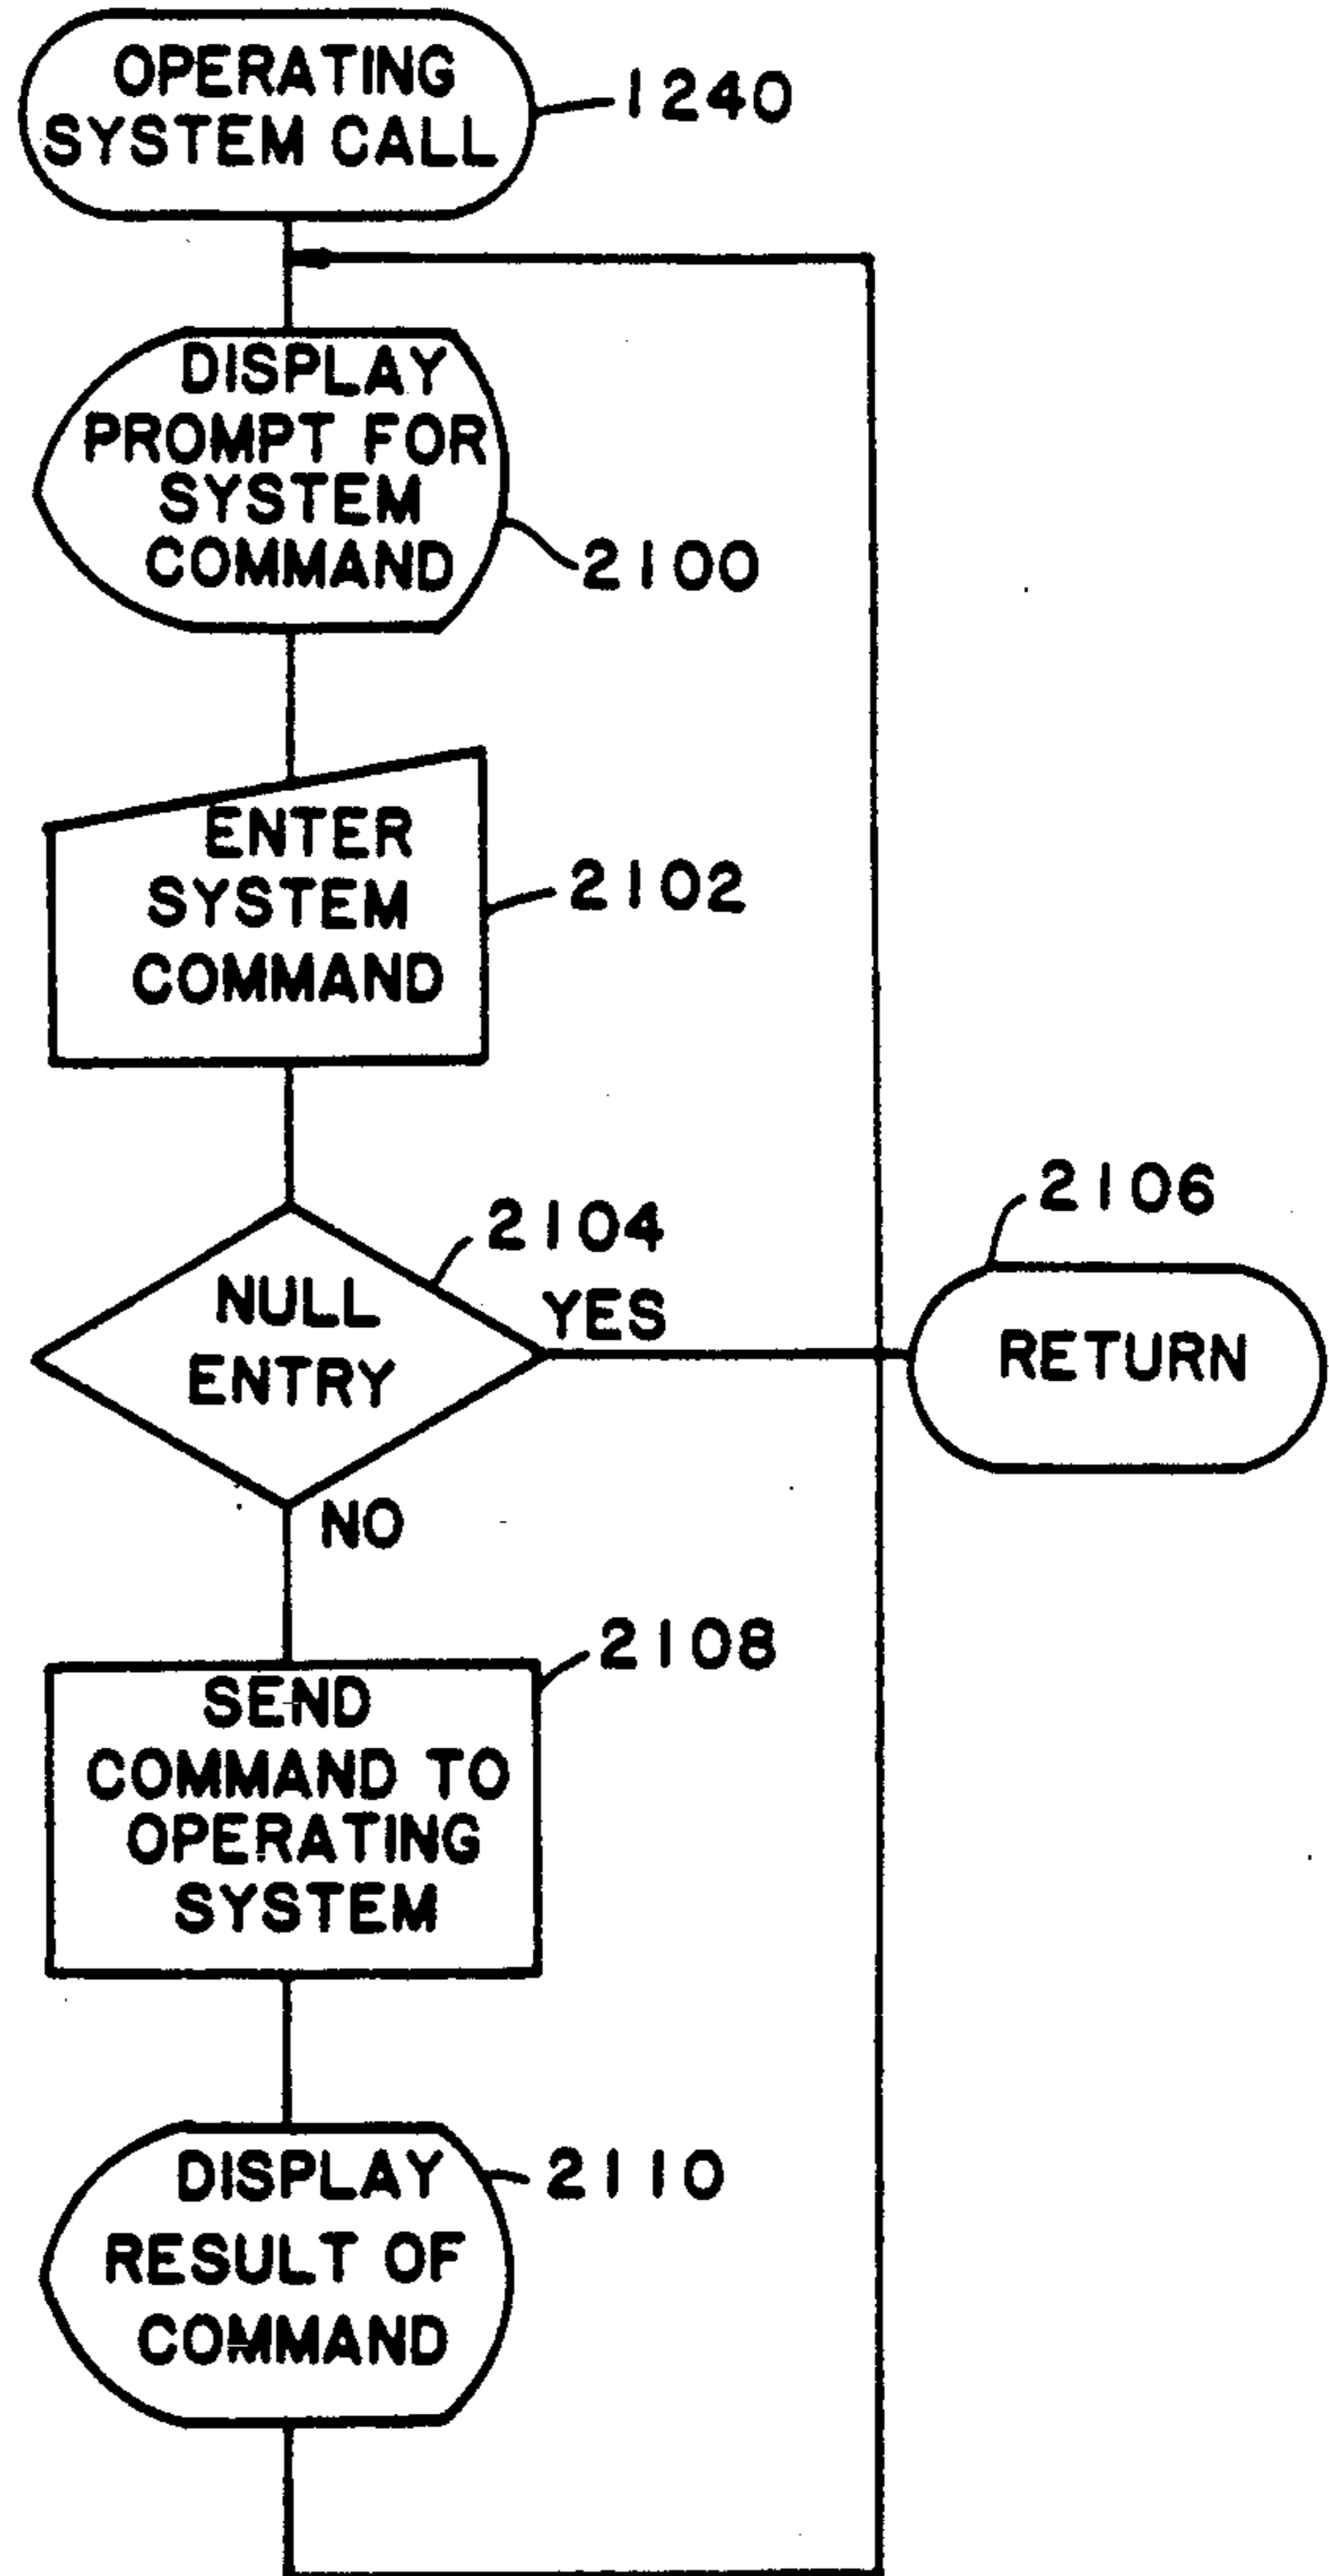 OPERATING
SYSTEM CALL
1240
DISPLAY
PROMPT FOR
SYSTEM
COMMAND
2100
ENTER
SYSTEM
COMMAND
2102
2104
NULL
ENTRY
YES
NO
2106
RETURN
2108
SEND
COMMAND TO
OPERATING
SYSTEM
2110
DISPLAY
RESULT OF
COMMAND